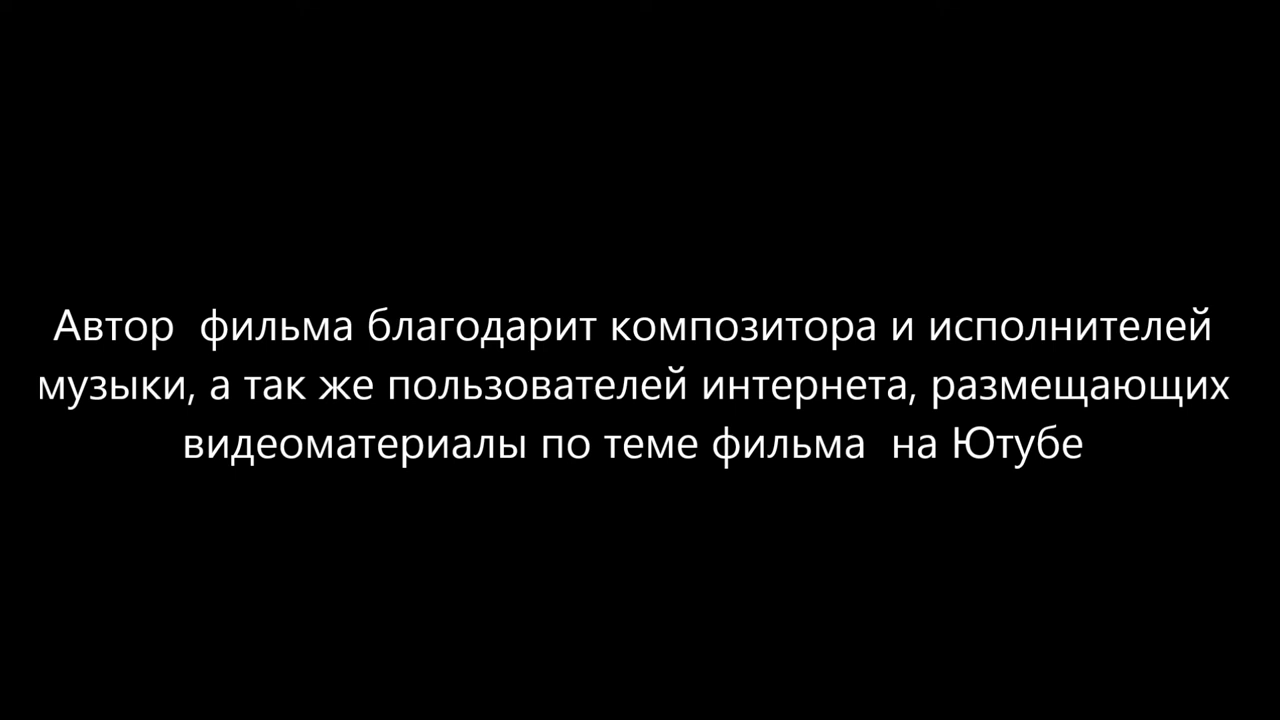 Автор  фильма благодарит композитора и исполнителей
музыки, а так же пользователей интернета, размещающих
видеоматериалы по теме фильма  на Ютубе